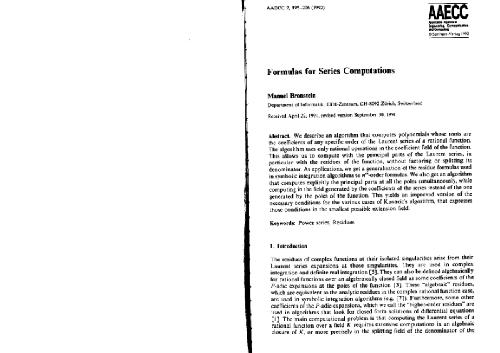 AAECC 2, 195–206 (1992)
AAECC
Formulas for Series Computations
Manuel Bronstein
Department of Informatik, ETH-Zentrum, CH-8092 Zürich, Switzerland
Received April 22, 1991, revised version September 30, 1991
Abstract. We describe an algorithm that computes polynomials whose roots are
the coefficients of any specific order of the Laurent series of a rational function.
The algorithm uses only rational operations in the coefficient field of the function.
This allows us to compute with the principal parts of the Laurent series, in
particular with the residues of the function, without factoring or splitting its
denominator. As applications, we get a generalization of the residue formulas used
in symbolic integration algorithms to nth-order formulas. We also get an algorithm
that computes explicitly the principal parts at all the poles simultaneously, while
computing in the field generated by the coefficients of the series instead of the one
generated by the poles of the function. This yields an improved version of the
necessary conditions for the various cases of Kovacic's algorithm, that expresses
those conditions in the smallest possible extension field.
Keywords: Power series, Residues
1. Introduction
The residues of complex functions at their isolated singularities arise from their
Laurent series expansions at those singularities. They are used in complex
integration and definite real integration [5]. They can also be defined algebraically
for rational functions over an algebraically closed field as some coefficients of the
P-adic expansions at the poles of the function [3]. Those "algebraic" residues,
which are equivalent to the analytic residues in the complex rational function case,
are used in symbolic integration algorithms (e.g. [7]). Furthermore, some other
coefficients of the P-adic expansions, which we call the "higher-order residues" are
used in algorithms that look for closed form solutions of differential equations
[1]. The main computational problem is that computing the Laurent series of a
rational function over a field K requires extensive computations in an algebraic
closure of K, or more precisely in the splitting field of the denominator of the